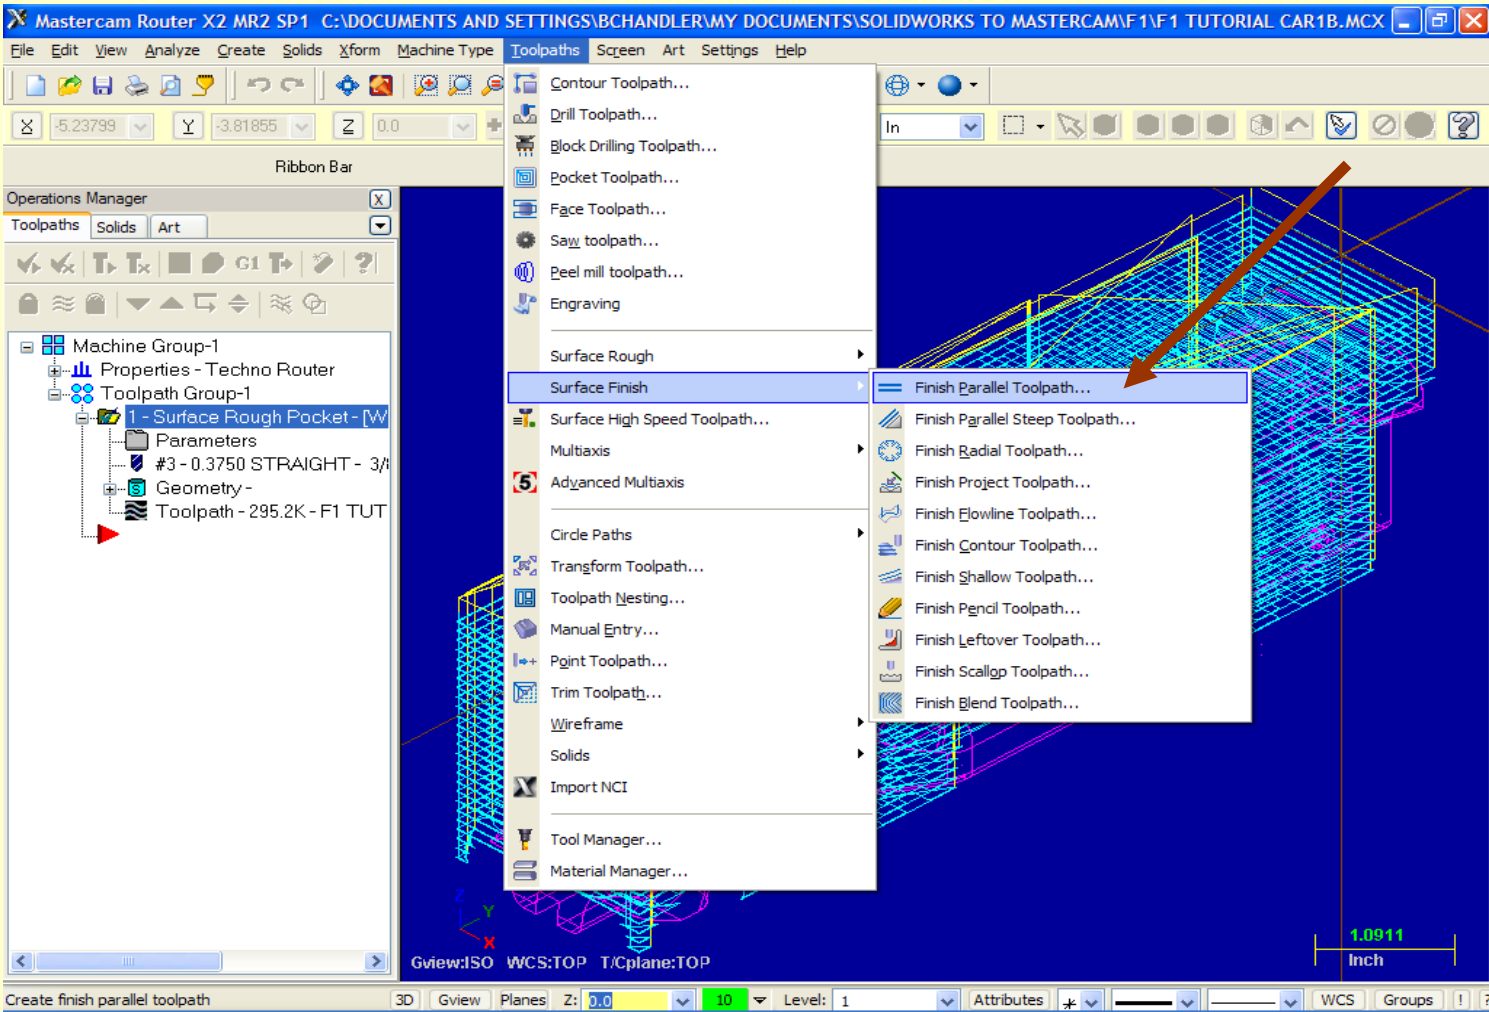 Mastercam Router X2 MR2 SP1 C:\DOCUMENTS AND SETTINGS\BCHANDLER\MY DOCUMENTS\SOLIDWORKS TO MASTERCAM\F1\F1 TUTORIAL CAR1B.MCX
File Edit View Analyze Create Solids Xform Machine Type Toolpaths Screen Art Settings Help
X -5.23799 Y -3.81855 Z 0.0 In
Ribbon Bar
Operations Manager X
Toolpaths Solids Art
G1
Machine Group-1
Properties - Techno Router
Toolpath Group-1
1 - Surface Rough Pocket - [W
Parameters
#3 - 0.3750 STRAIGHT - 3/
Geometry -
Toolpath - 295.2K - F1 TUT
Contour Toolpath...
Drill Toolpath...
Block Drilling Toolpath...
Pocket Toolpath...
Face Toolpath...
Saw toolpath...
Peel mill toolpath...
Engraving
Surface Rough
Surface Finish
Surface High Speed Toolpath...
Multiaxis
Advanced Multiaxis
Circle Paths
Transform Toolpath...
Toolpath Nesting...
Manual Entry...
Point Toolpath...
Trim Toolpath...
Wireframe
Solids
Import NCI
Tool Manager...
Material Manager...
Finish Parallel Toolpath...
Finish Parallel Steep Toolpath...
Finish Radial Toolpath...
Finish Project Toolpath...
Finish Flowline Toolpath...
Finish Contour Toolpath...
Finish Shallow Toolpath...
Finish Pencil Toolpath...
Finish Leftover Toolpath...
Finish Scallop Toolpath...
Finish Blend Toolpath...
Z
Y
X
1.0911
Inch
Gview:ISO WCS:TOP T/Cplane:TOP
Create finish parallel toolpath 3D Gview Planes Z: 0.0 10 Level: 1 Attributes WCS Groups ! ?